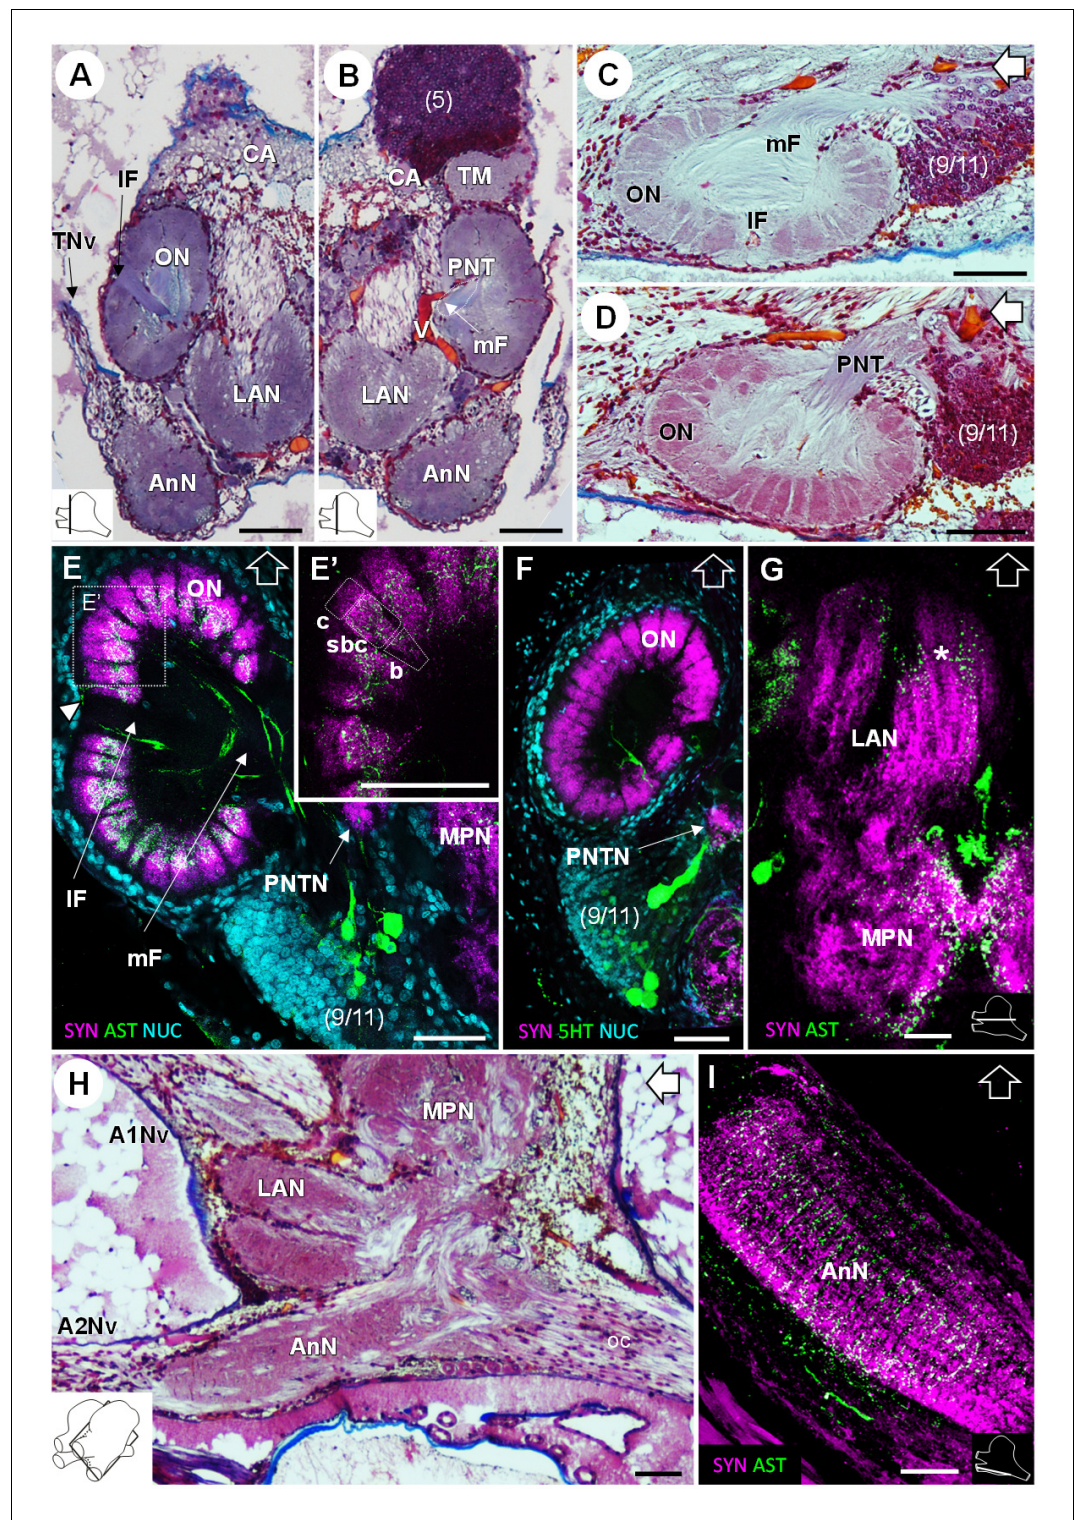 A
CA
IF
TNv
ON
LAN
AnN
B
(5)
CA
TM
PNT
V
mF
LAN
AnN
C
mF
(9/11)
ON
IF
D
PNT
ON
(9/11)
E
ON
E'
IF
mF
PNTN
MPN
(9/11)
SYN AST NUC
E'
c
sbc
b
F
ON
PNTN
(9/11)
SYN 5HT NUC
G
*
LAN
MPN
SYN AST
H
MPN
A1Nv
LAN
A2Nv
AnN
oc
I
AnN
SYN AST